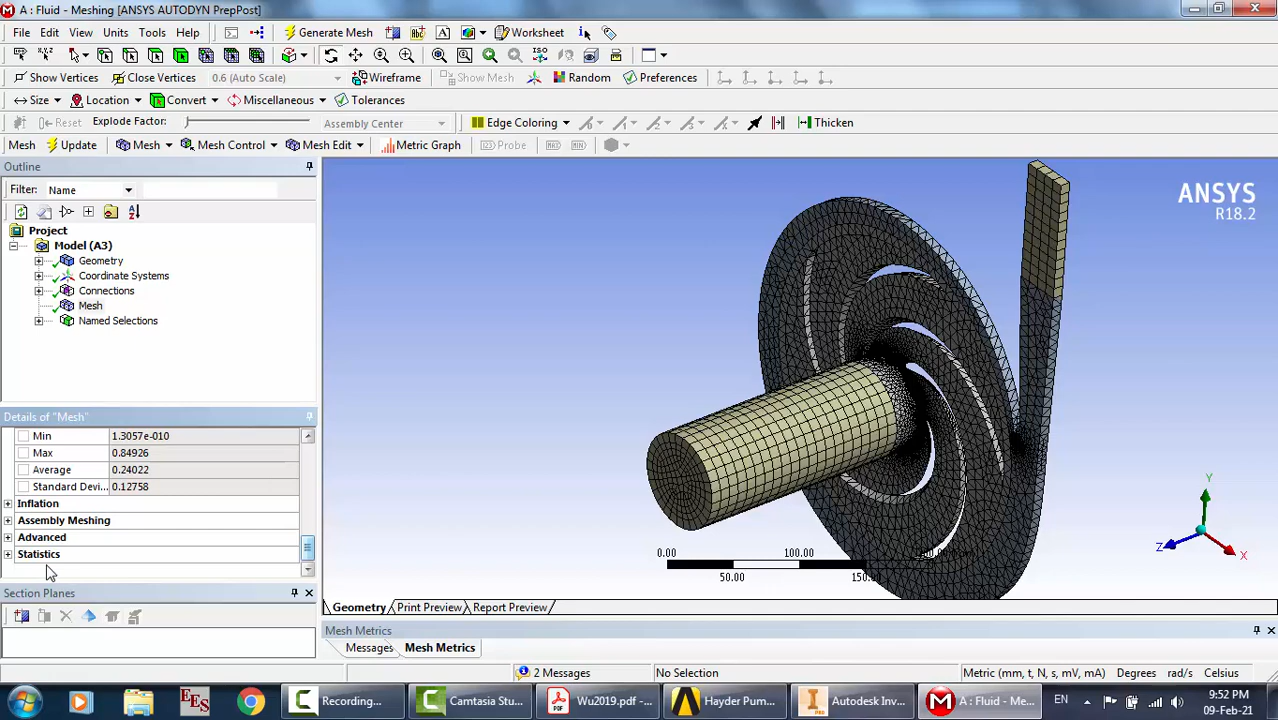 A : Fluid - Meshing [ANSYS AUTODYN PrepPost]
File Edit View Units Tools Help Generate Mesh Worksheet
Show Vertices Close Vertices 0.6 (Auto Scale) Wireframe Show Mesh Random Preferences
Size Location Convert Miscellaneous Tolerances
Reset Explode Factor: Assembly Center Edge Coloring Thicken
Mesh Update Mesh Mesh Control Mesh Edit Metric Graph Probe
Outline
Filter: Name
Project
Model (A3)
Geometry
Coordinate Systems
Connections
Mesh
Named Selections
Details of "Mesh"
Min 1.3057e-010
Max 0.84926
Average 0.24022
Standard Devi... 0.12758
Inflation
Assembly Meshing
Advanced
Statistics
Section Planes
ANSYS
R18.2
Y
Z
X
0.00 100.00
50.00 150.00
Geometry Print Preview Report Preview
Mesh Metrics
Messages Mesh Metrics
2 Messages No Selection Metric (mm, t, N, s, mV, mA) Degrees rad/s Celsius
EES Recording... Camtasia Stu... Wu2019.pdf -... Hayder Pum... Autodesk Inv... A : Fluid - Me... EN 9:52 PM
09-Feb-21